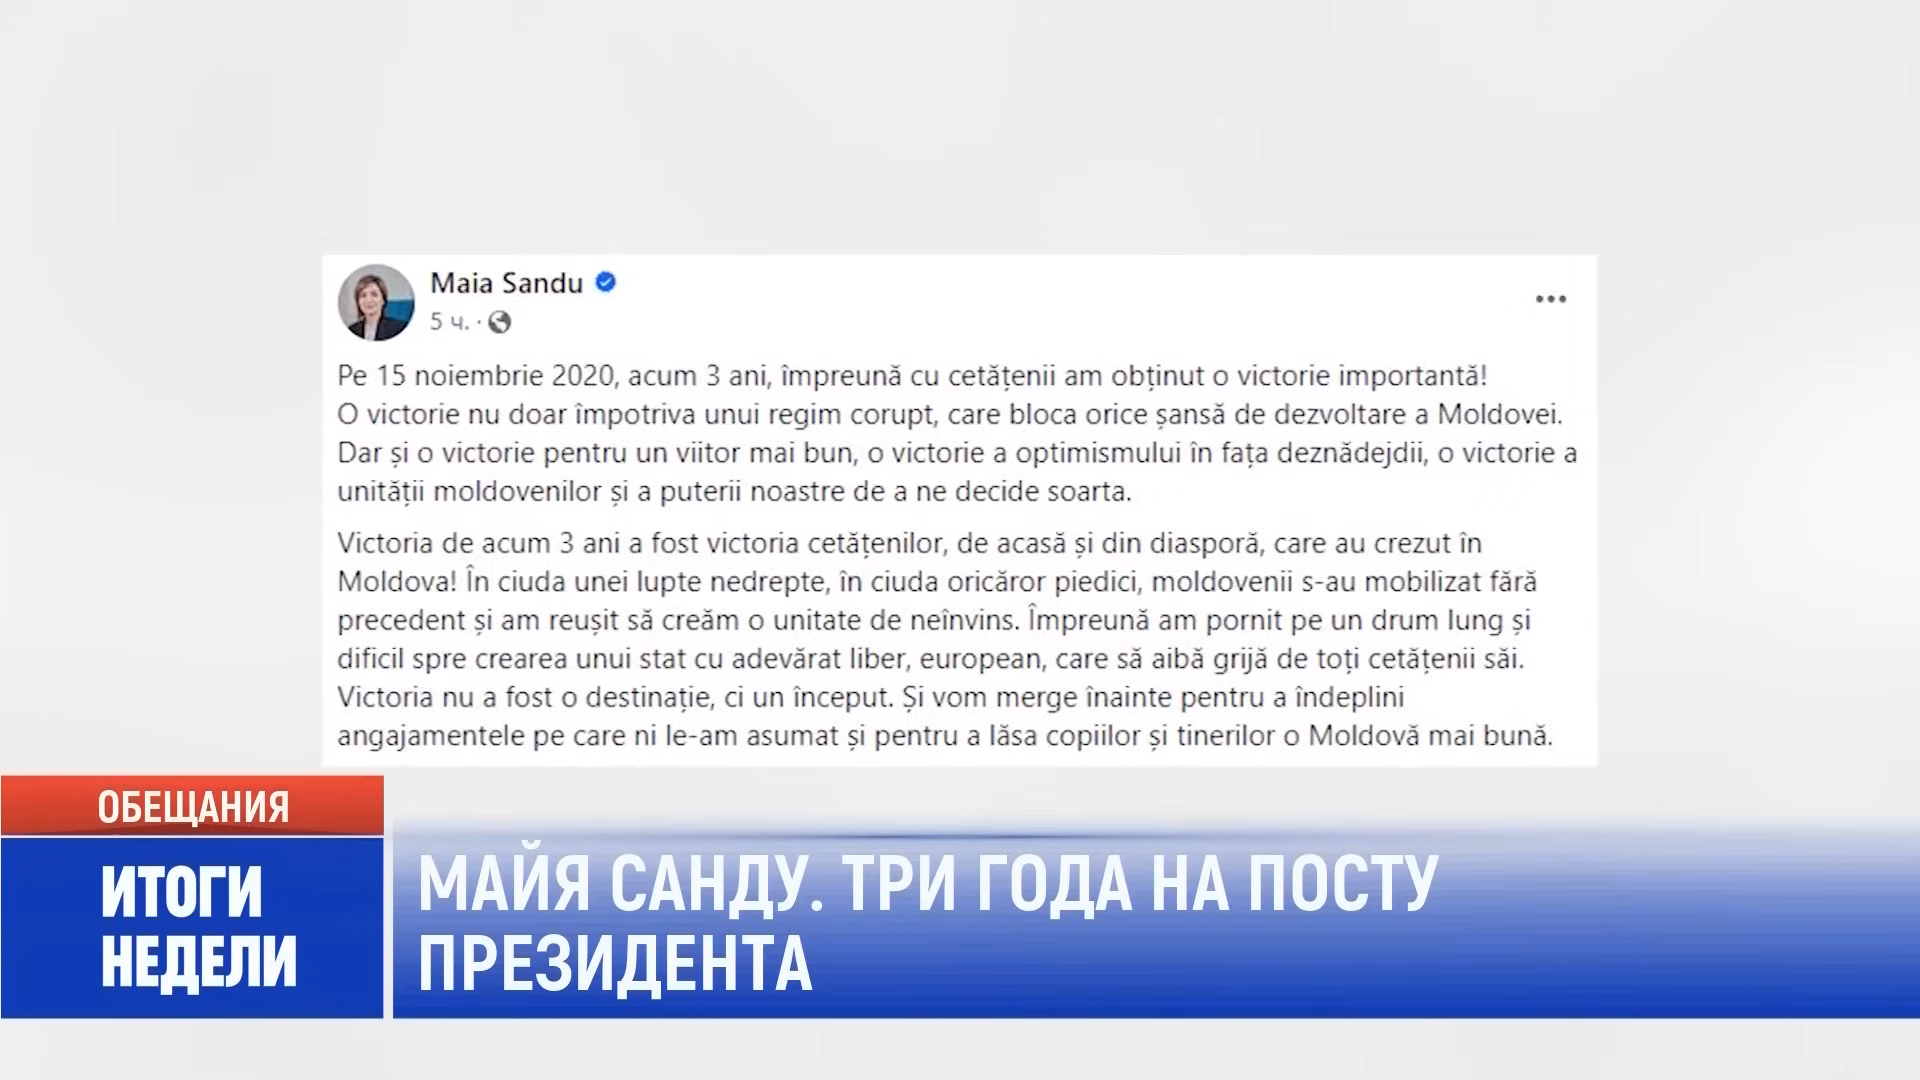 Maia Sandu
5 ч. ·
Pe 15 noiembrie 2020, acum 3 ani, împreună cu cetățenii am obținut o victorie importantă!
O victorie nu doar împotriva unui regim corupt, care bloca orice șansă de dezvoltare a Moldovei.
Dar și o victorie pentru un viitor mai bun, o victorie a optimismului în fața deznădejdii, o victorie a
unității moldovenilor și a puterii noastre de a ne decide soarta.
Victoria de acum 3 ani a fost victoria cetățenilor, de acasă și din diasporă, care au crezut în
Moldova! În ciuda unei lupte nedrepte, în ciuda oricăror piedici, moldovenii s-au mobilizat fără
precedent și am reușit să creăm o unitate de neînvins. Împreună am pornit pe un drum lung și
dificil spre crearea unui stat cu adevărat liber, european, care să aibă grijă de toți cetățenii săi.
Victoria nu a fost o destinație, ci un început. Și vom merge înainte pentru a îndeplini
angajamentele pe care ni le-am asumat și pentru a lăsa copiilor și tinerilor o Moldovă mai bună.
ОБЕЩАНИЯ
ИТОГИ
НЕДЕЛИ
МАЙЯ САНДУ. ТРИ ГОДА НА ПОСТУ
ПРЕЗИДЕНТА